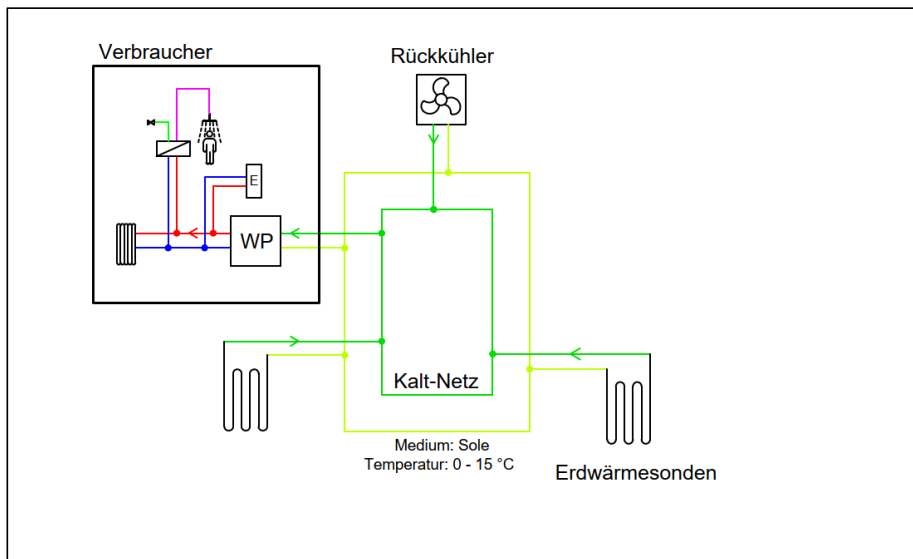 Verbraucher
Rückkühler
E
WP
Kalt-Netz
Medium: Sole
Temperatur: 0 - 15 °C
Erdwärmesonden